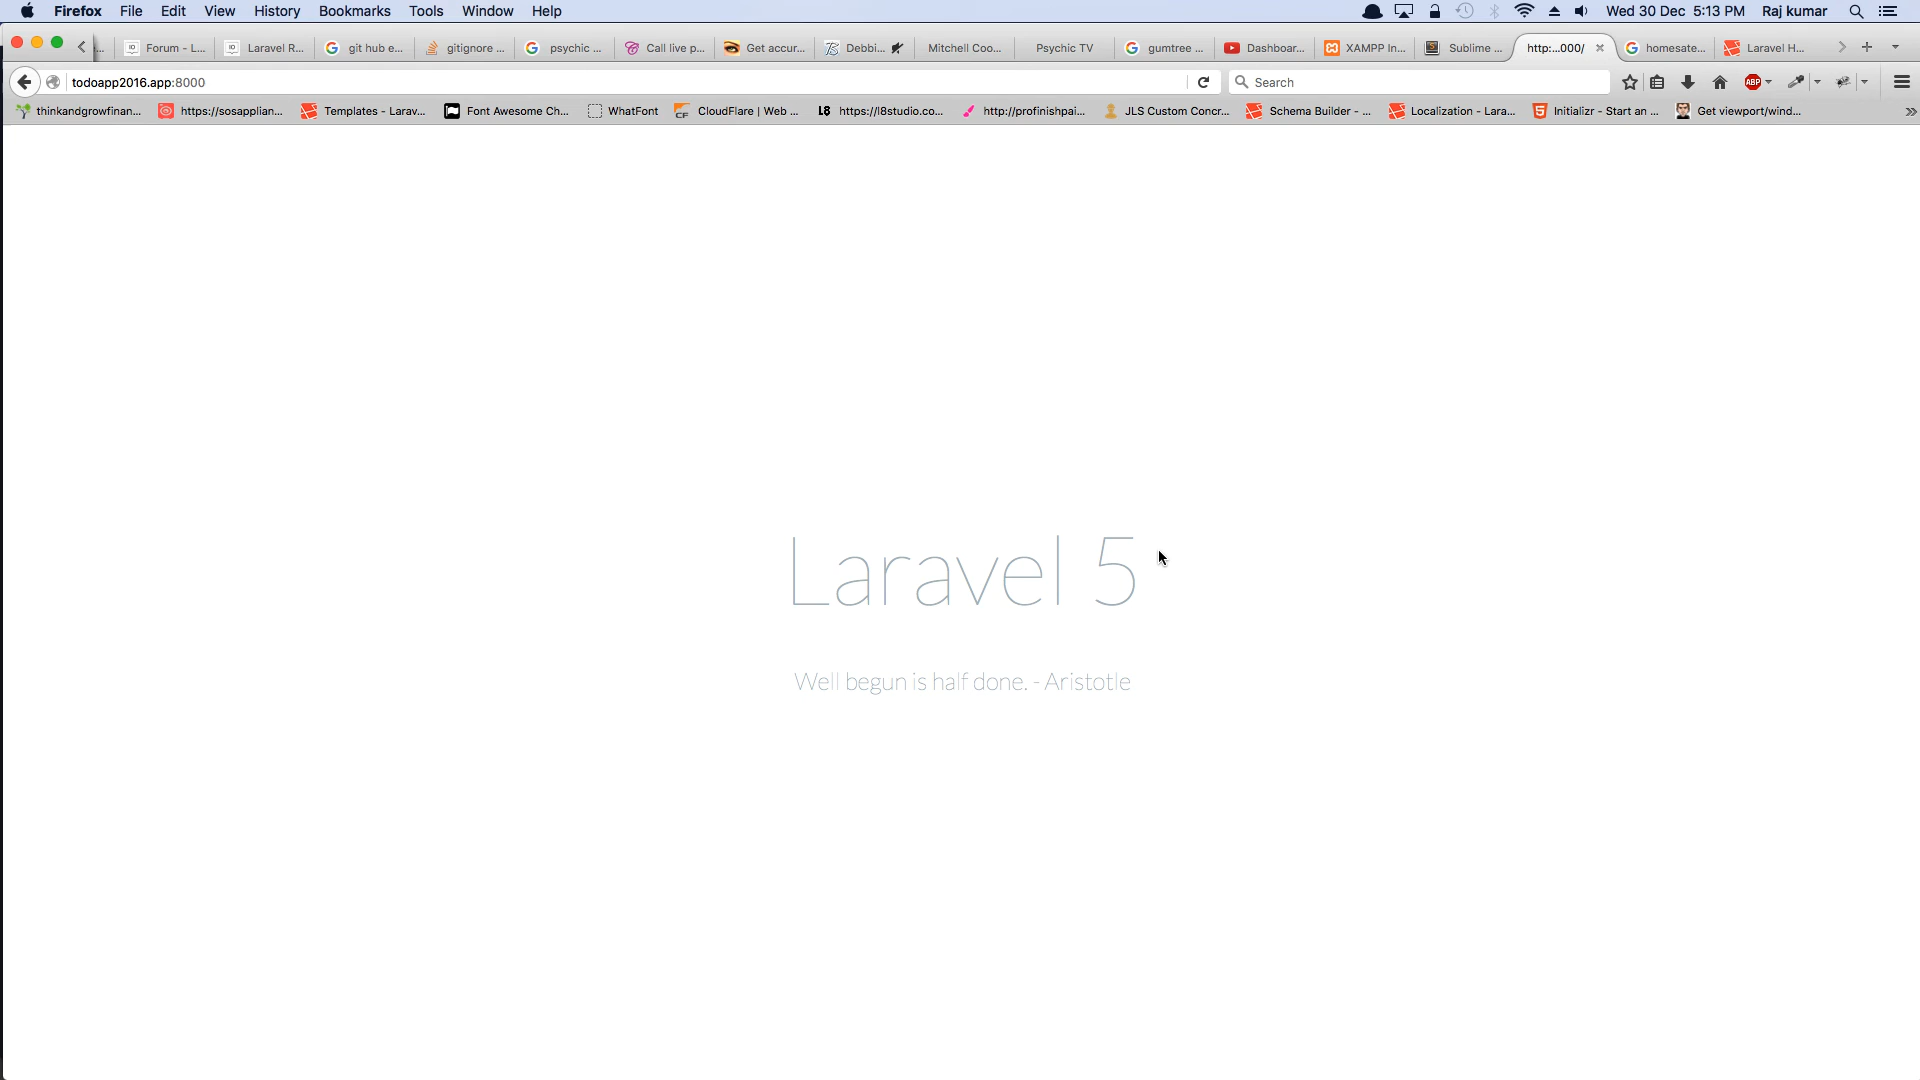 Firefox File Edit View History Bookmarks Tools Window Help Wed 30 Dec 5:13 PM Raj kumar
... Forum - L... Laravel R... git hub e... gitignore ... psychic ... Call live p... Get accur... Debbi... Mitchell Coo... Psychic TV gumtree ... Dashboar... XAMPP In... Sublime ... http:...000/ homesate... Laravel H...
todoapp2016.app:8000 Search
thinkandgrowfinan... https://sosapplian... Templates - Larav... Font Awesome Ch... WhatFont CloudFlare | Web ... https://l8studio.co... http://profinishpai... JLS Custom Concr... Schema Builder - ... Localization - Lara... Initializr - Start an ... Get viewport/wind...
Laravel 5
Well begun is half done. - Aristotle